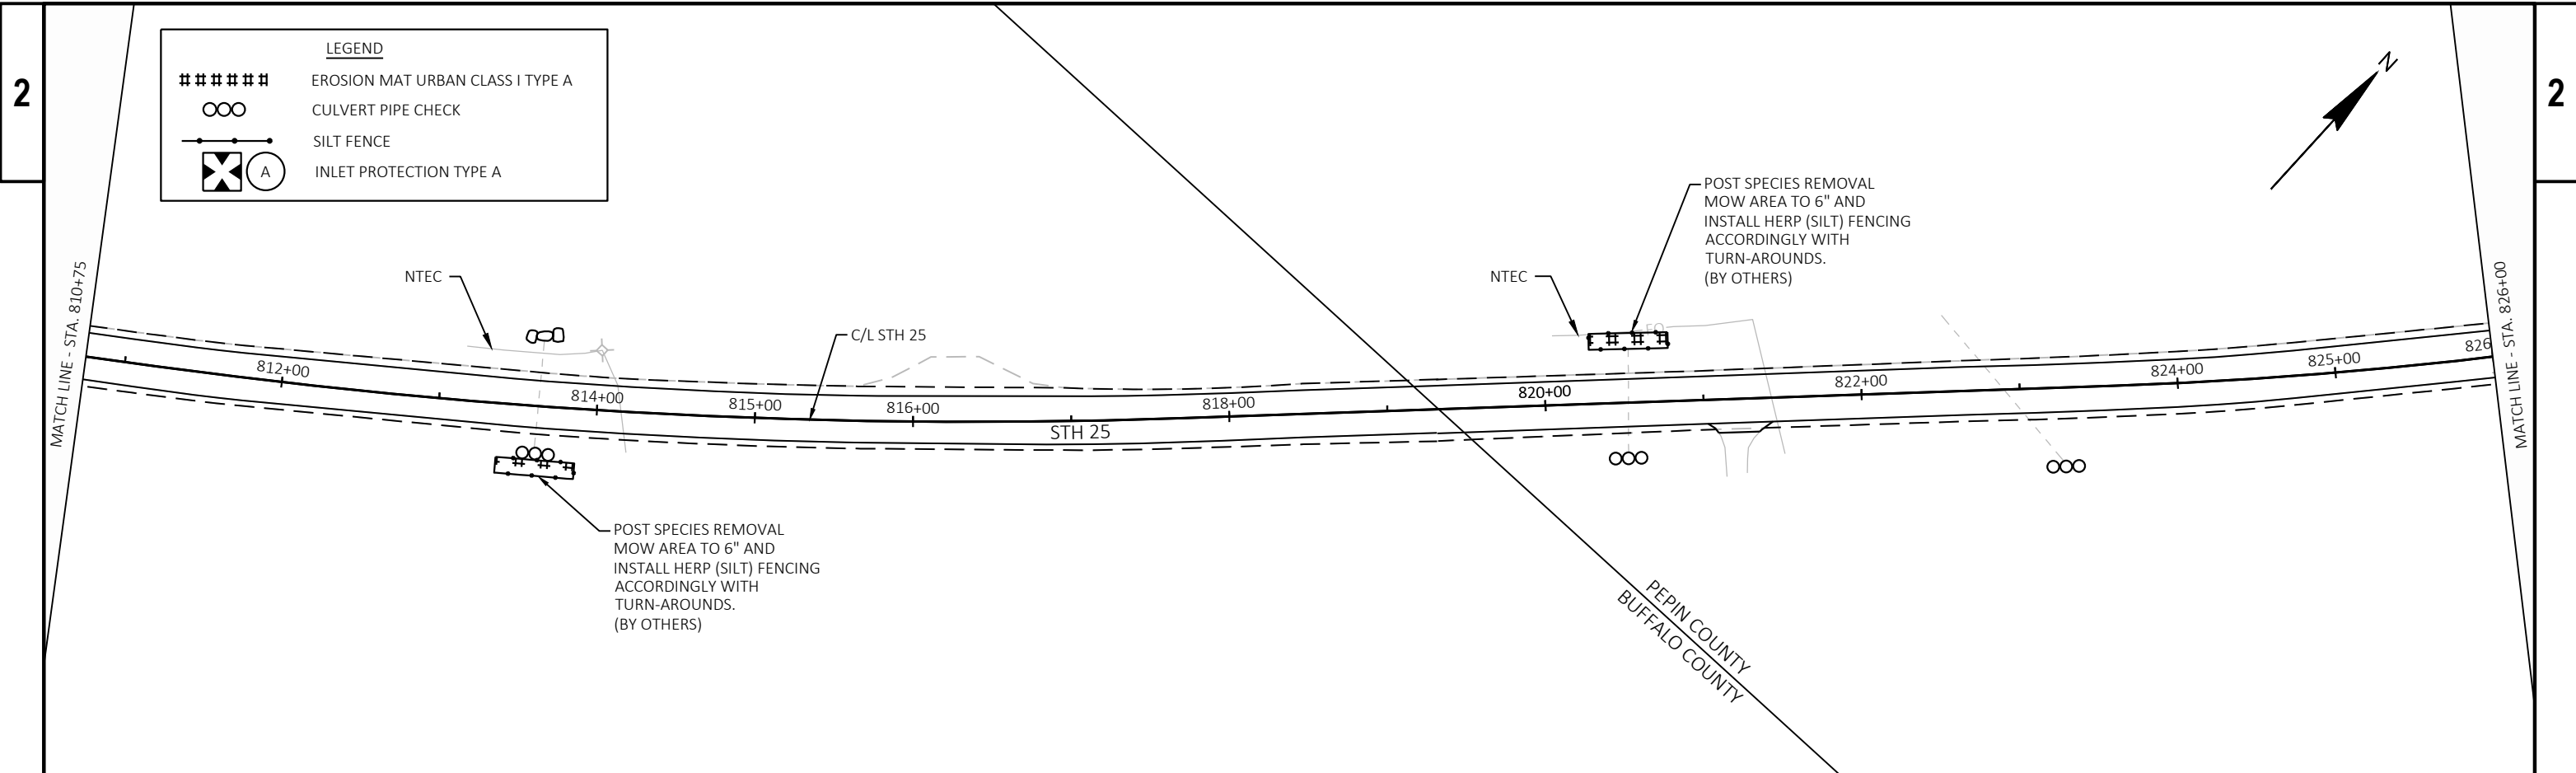 2
LEGEND
EROSION MAT URBAN CLASS I TYPE A
CULVERT PIPE CHECK
SILT FENCE
A
INLET PROTECTION TYPE A
N
2
MATCH LINE - STA. 810+75
NTEC
C/L STH 25
NTEC
POST SPECIES REMOVAL
MOW AREA TO 6" AND
INSTALL HERP (SILT) FENCING
ACCORDINGLY WITH
TURN-AROUNDS.
(BY OTHERS)
MATCH LINE - STA. 826+00
812+00
814+00
815+00
816+00
818+00
820+00
822+00
824+00
825+00
826
STH 25
POST SPECIES REMOVAL
MOW AREA TO 6" AND
INSTALL HERP (SILT) FENCING
ACCORDINGLY WITH
TURN-AROUNDS.
(BY OTHERS)
PEPIN COUNTY
BUFFALO COUNTY